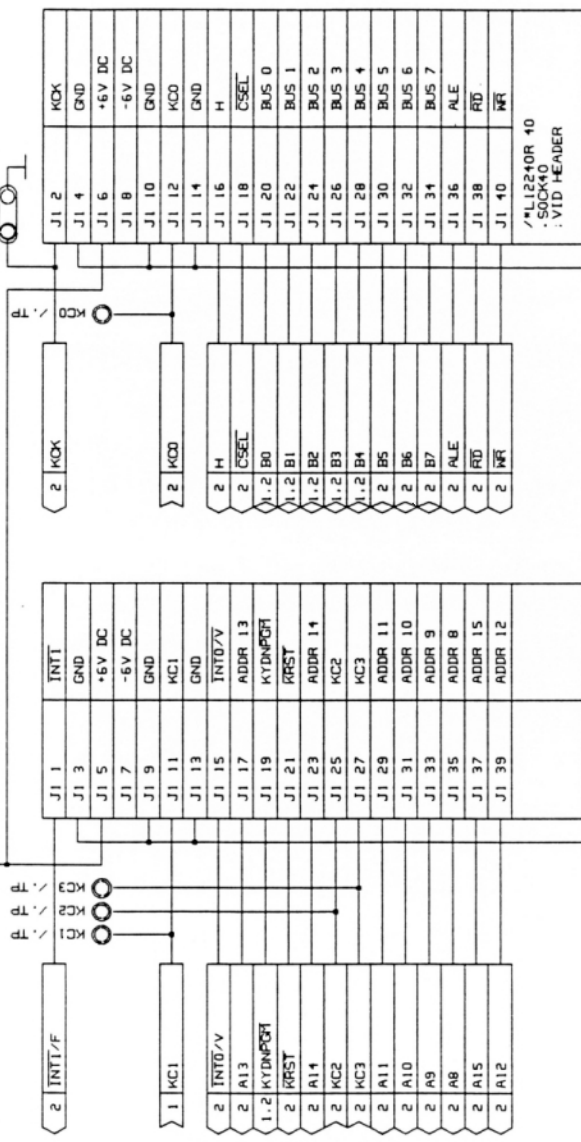 KCK
GND
+6V DC
-6V DC
GND
KC0
GND
H
CSEL
BUS 0
BUS 1
BUS 2
BUS 3
BUS 4
BUS 5
BUS 6
BUS 7
ALE
RD
WR
J1 2
J1 4
J1 6
J1 8
J1 10
J1 12
J1 14
J1 16
J1 18
J1 20
J1 22
J1 24
J1 26
J1 28
J1 30
J1 32
J1 34
J1 36
J1 38
J1 40
/*L12240R 40
.SOCK40
:VID HEADER
KC0 /.TP
2 KCK
2 KC0
2 H
2 CSEL
1.2 B0
1.2 B1
1.2 B2
1.2 B3
1.2 B4
2 B5
2 B6
2 B7
2 ALE
2 RD
2 WR
INT1
GND
+6V DC
-6V DC
GND
KC1
GND
INT0/V
ADDR 13
KYDNPGM
KRST
ADDR 14
KC2
KC3
ADDR 11
ADDR 10
ADDR 9
ADDR 8
ADDR 15
ADDR 12
J1 1
J1 3
J1 5
J1 7
J1 9
J1 11
J1 13
J1 15
J1 17
J1 19
J1 21
J1 23
J1 25
J1 27
J1 29
J1 31
J1 33
J1 35
J1 37
J1 39
KC3 /.TP
KC2 /.TP
KC1 /.TP
2 INT1/F
1 KC1
2 INT0/V
2 A13
1.2 KYDNPGM
2 KRST
2 A14
2 KC2
2 KC3
2 A11
2 A10
2 A9
2 A8
2 A15
2 A12